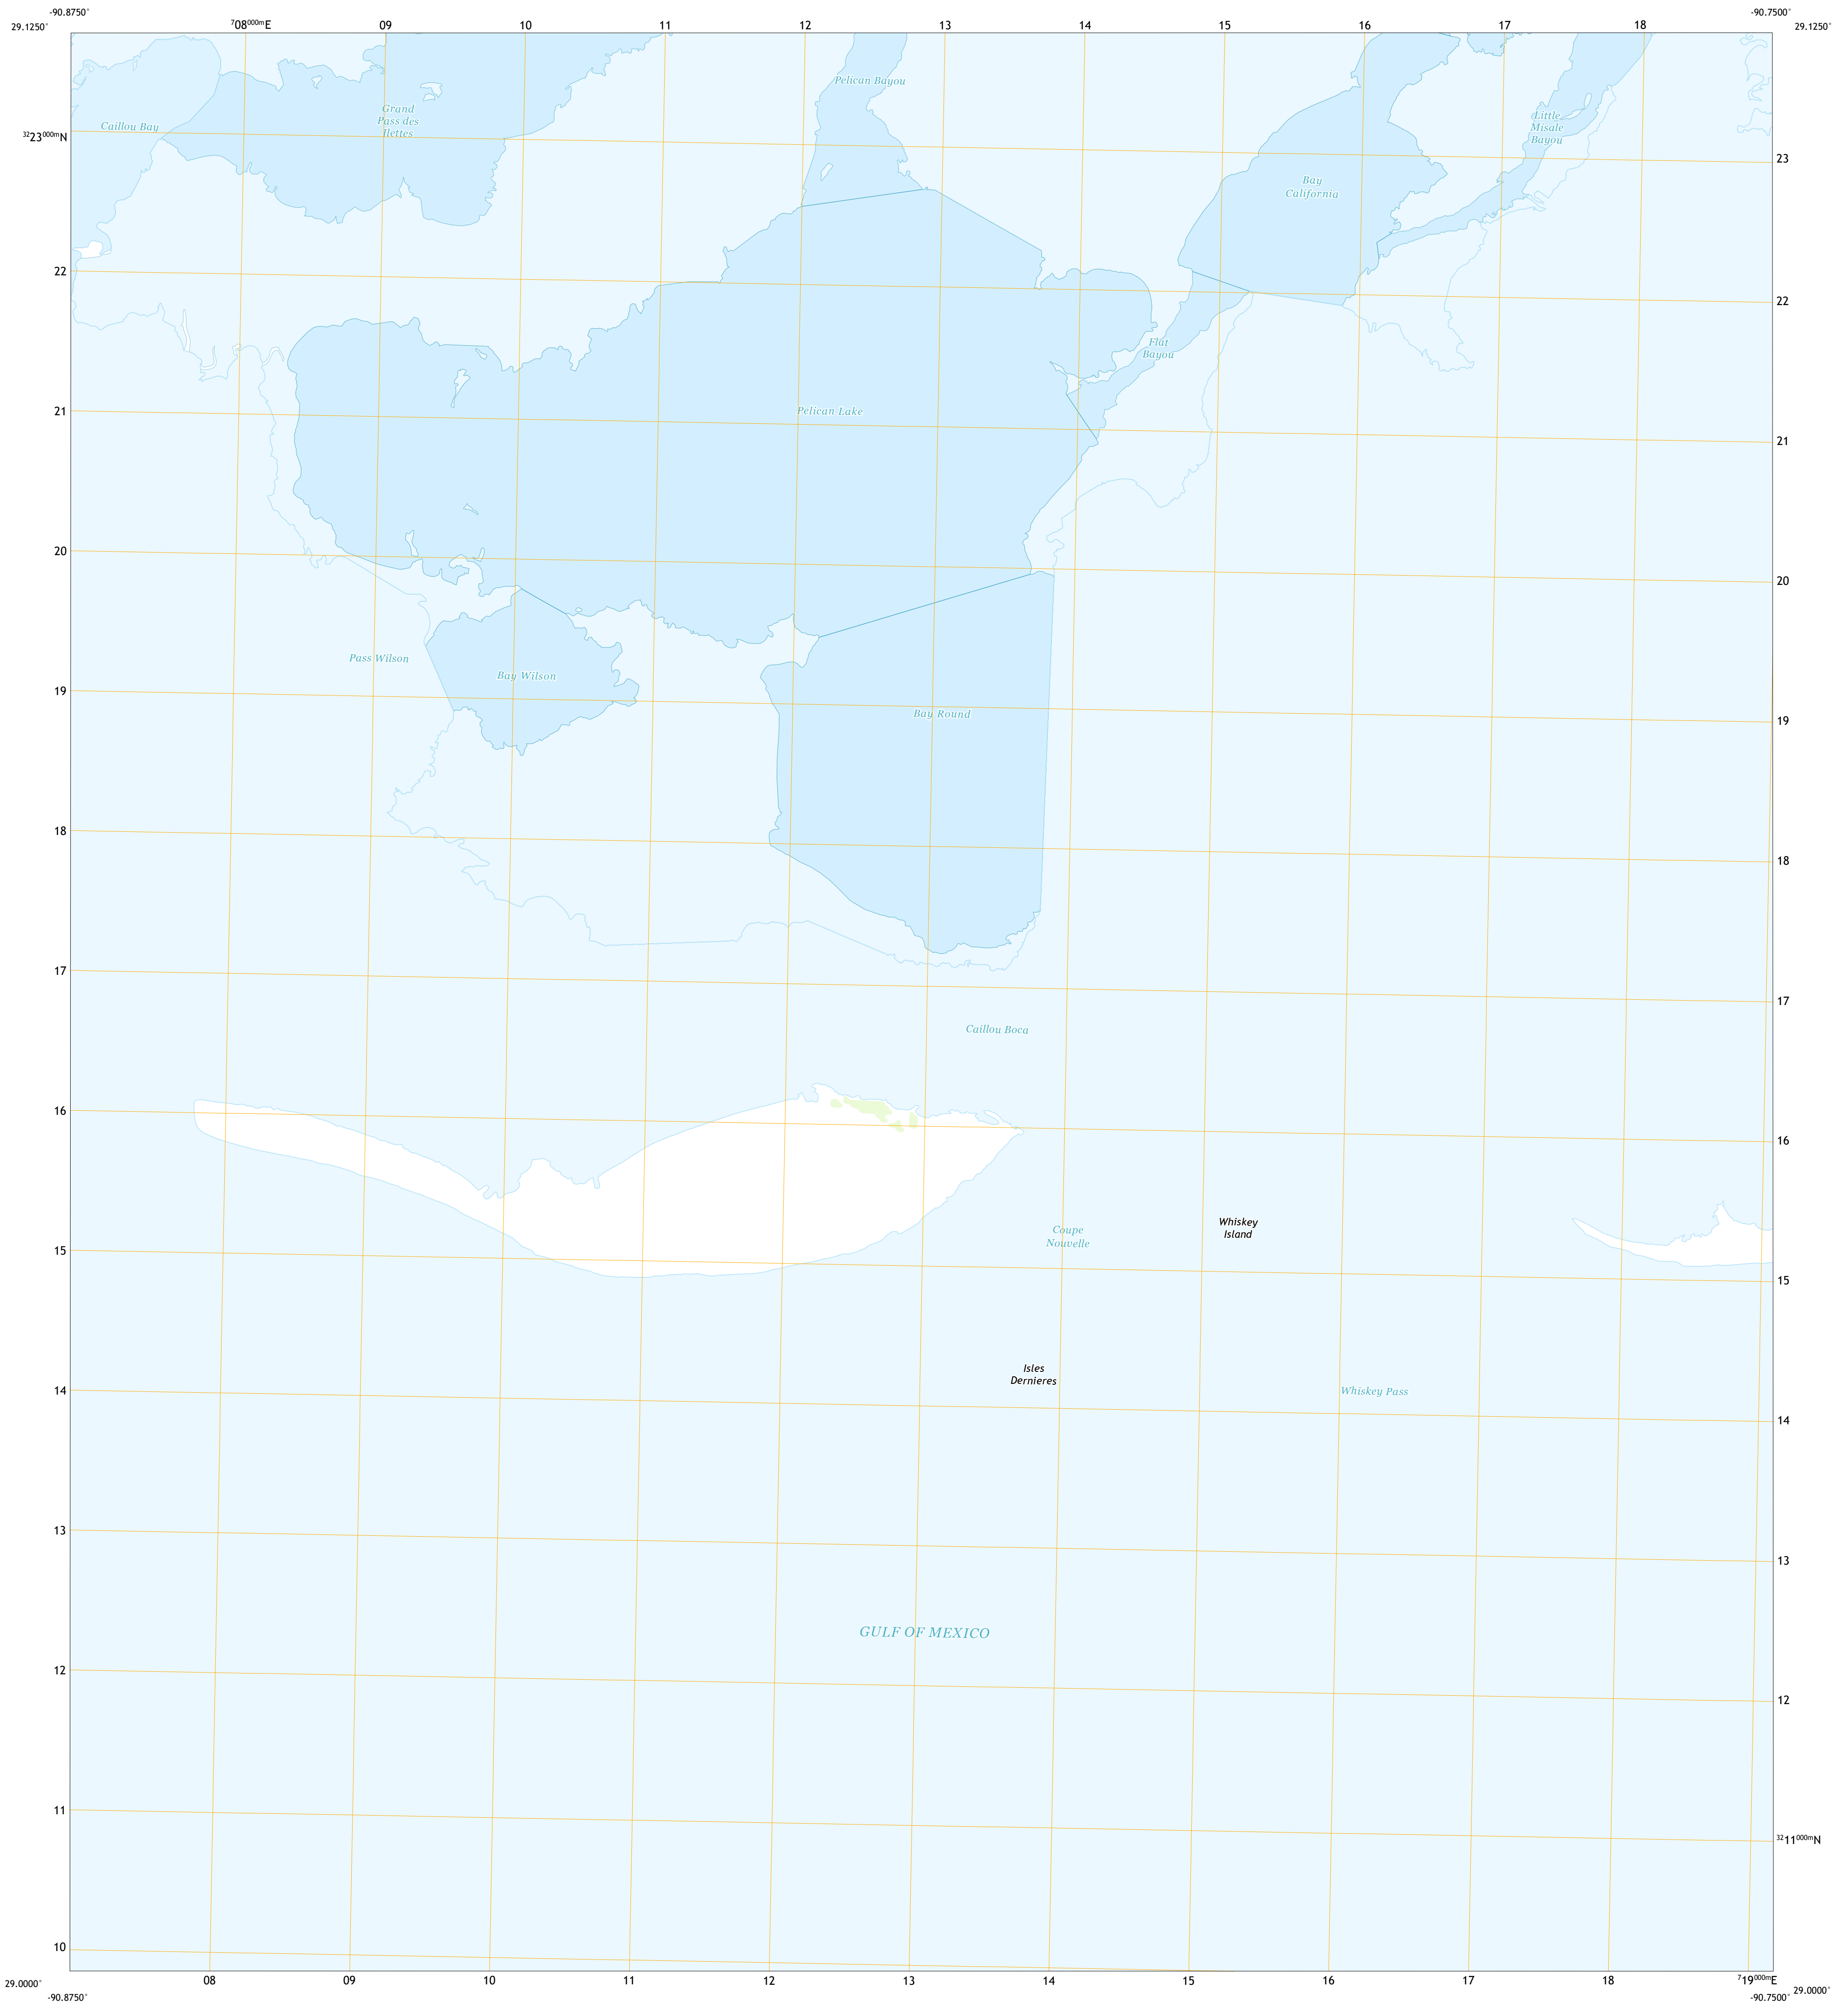 -90.8750°
-90.7500°
29.1250°
708000mE
09
10
11
12
13
14
15
16
17
18
29.1250°
Pelican Bayou
Grand
Pass des
Ilettes
Little
Misale
Bayou
Caillou Bay
3223000mN
23
Bay
California
22
22
Flat
Bayou
21
Pelican Lake
21
20
20
Pass Wilson
Bay Wilson
19
Bay Round
19
18
18
17
17
Caillou Boca
16
16
Whiskey
Island
Coupe
Nouvelle
15
15
Isles
Dernieres
14
Whiskey Pass
14
13
13
GULF OF MEXICO
12
12
11
3211000mN
10
29.0000°
08
09
10
11
12
13
14
15
16
17
18
719000mE
29.0000°
-90.8750°
-90.7500°